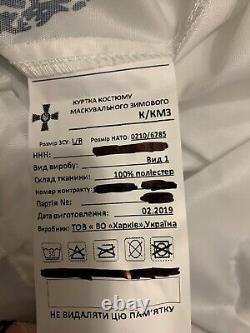 КУРТКА КОСТЮМУ
МАСКУВАЛЬНОГО ЗИМОВОГО
К/КМЗ
Розмір ЗСУ: L/R Розмір НАТО: 0210/6785
ННН:
Вид виробу: Вид 1
Склад тканини: 100% поліестер
Номер контракту:
Партія №:
Дата виготовлення: 02.2019
Виробник: ТОВ « ВО «Харків»,Україна
НЕ ВИДАЛЯТИ ЦЮ ПАМ'ЯТКУ